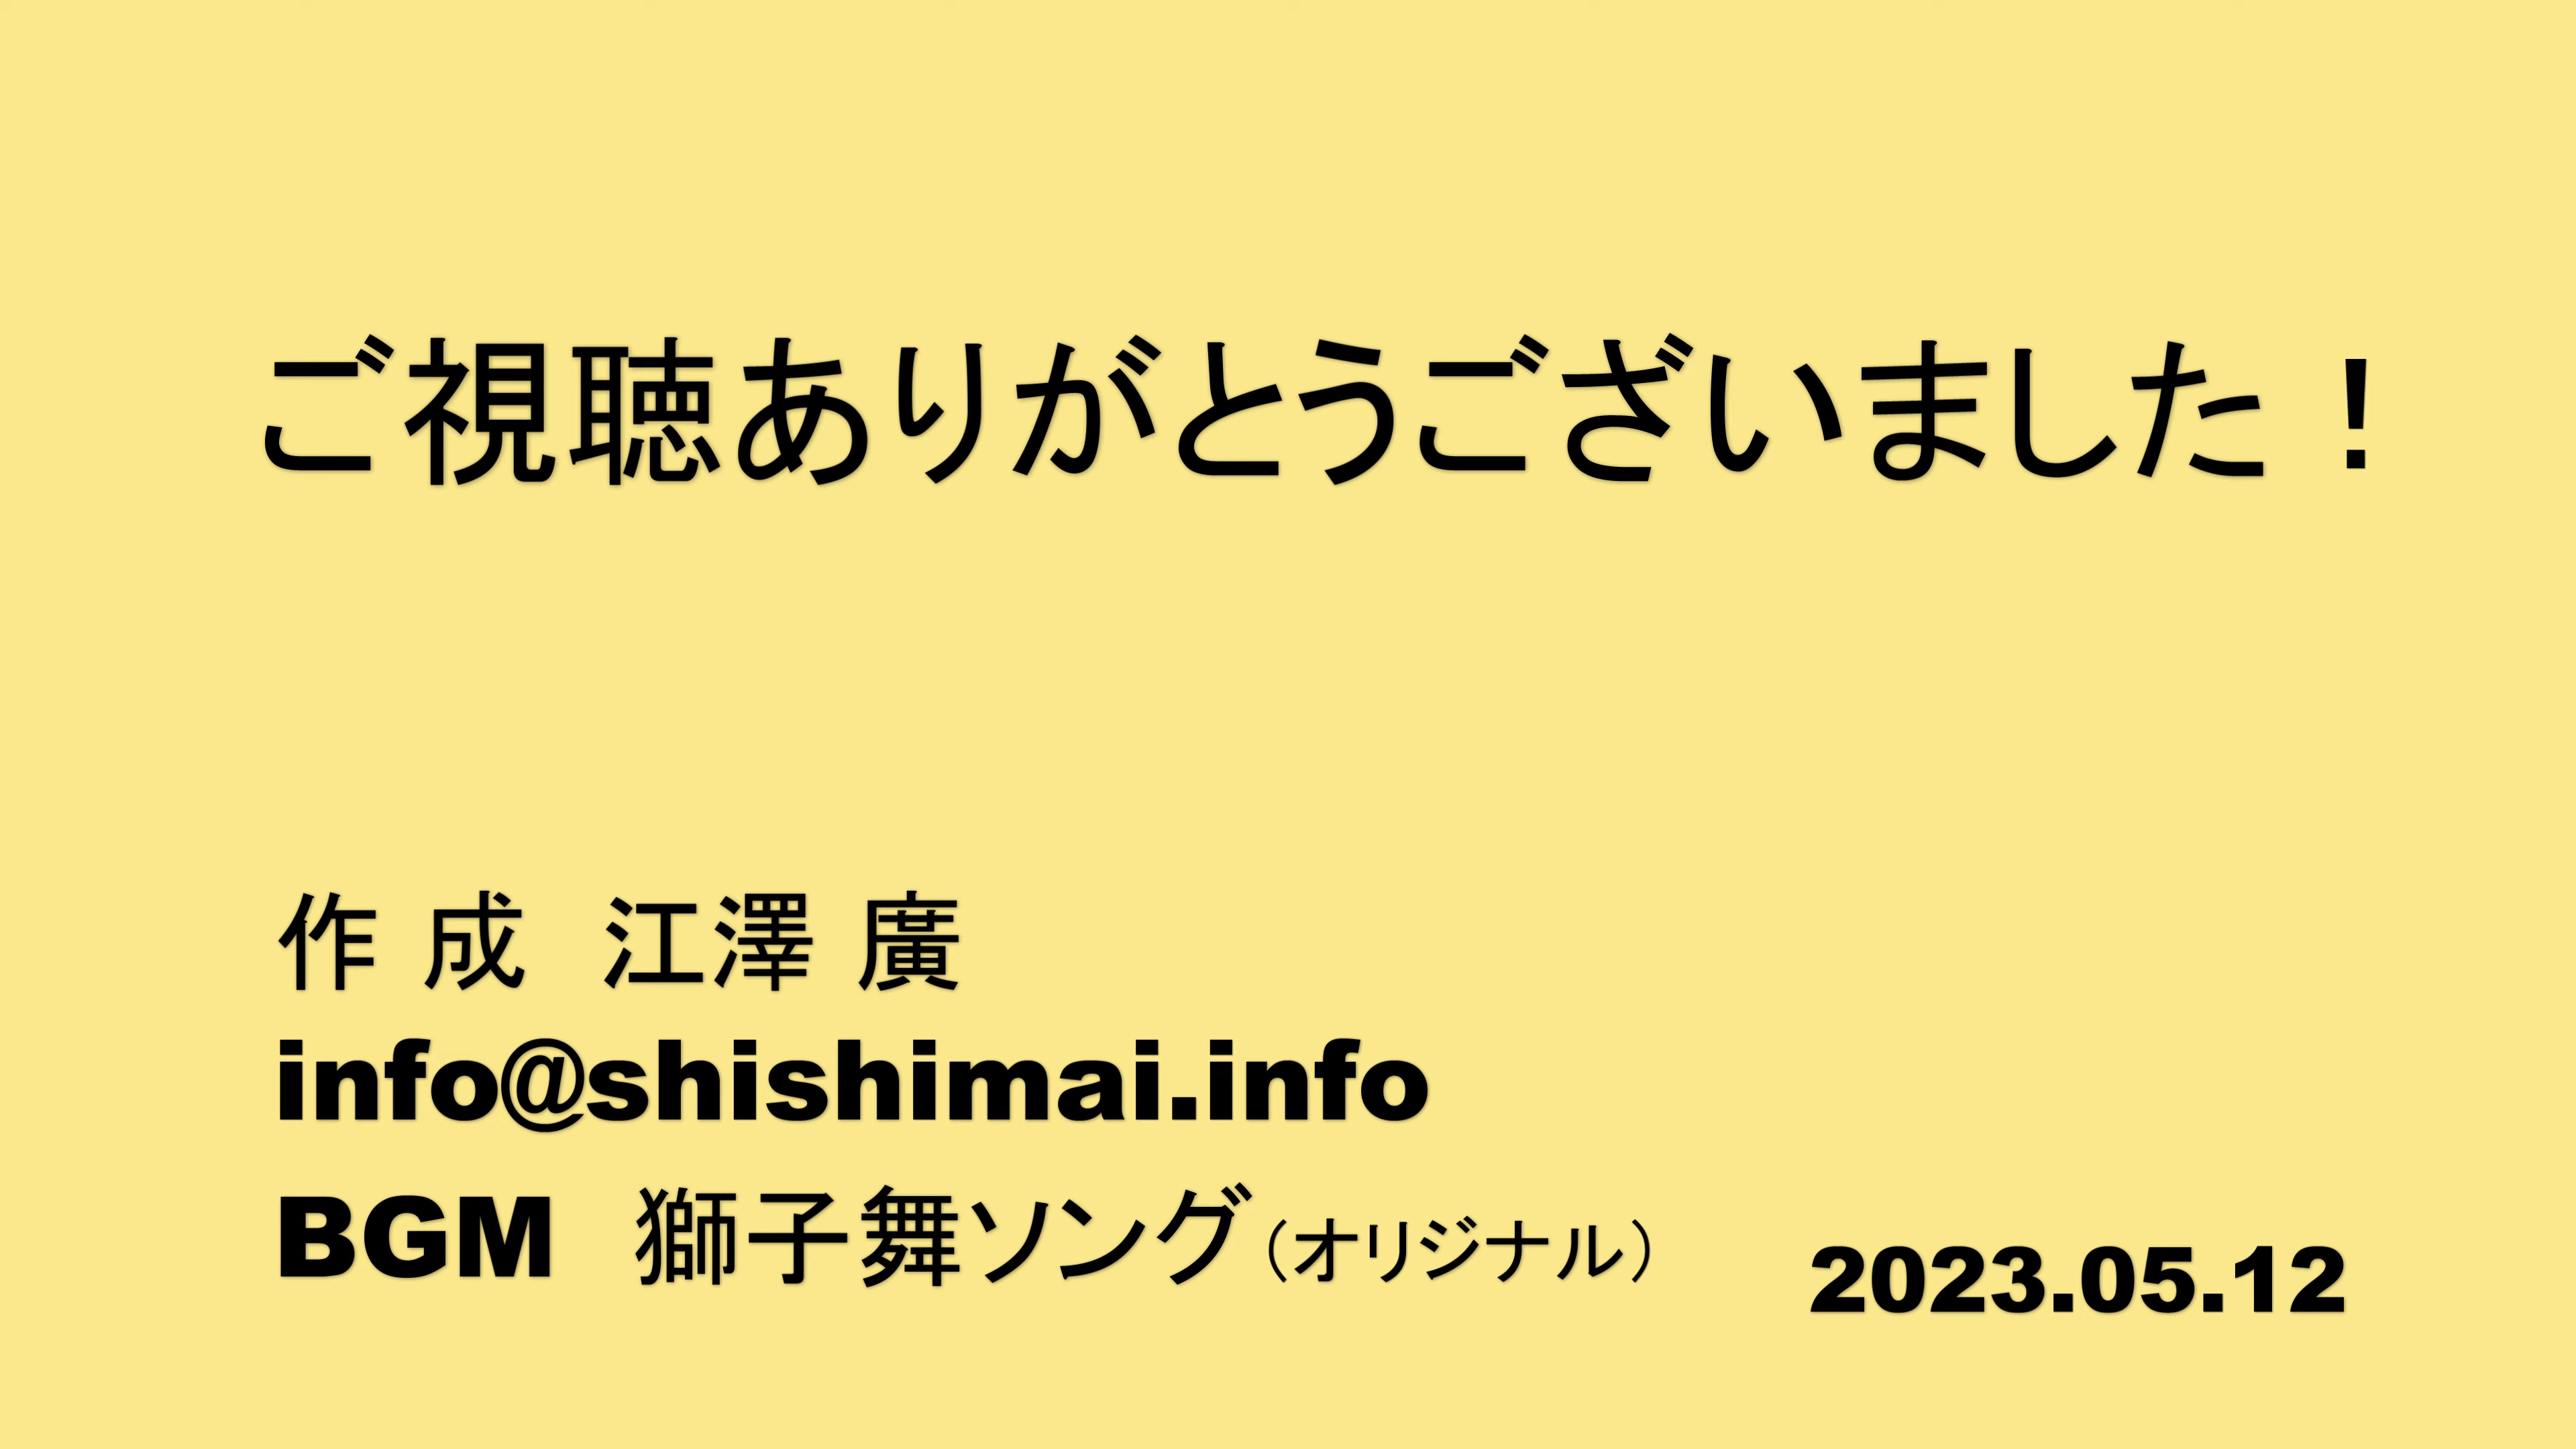 ご視聴ありがとうございました！
作 成　江澤 廣
info@shishimai.info
BGM　獅子舞ソング（オリジナル）
2023.05.12